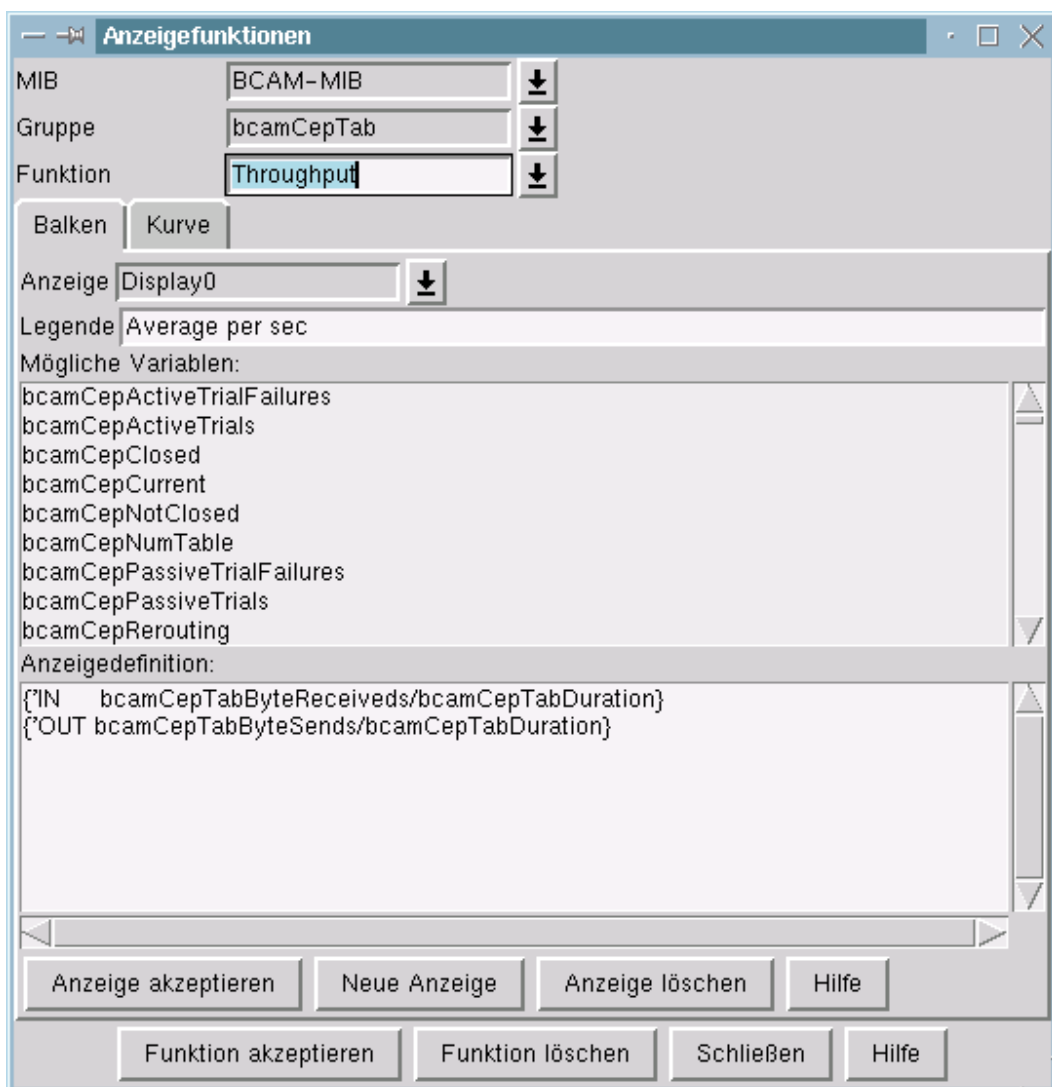 Anzeigefunktionen
MIB BCAM-MIB
Gruppe bcamCepTab
Funktion Throughput
Balken Kurve
Anzeige Display0
Legende Average per sec
Mögliche Variablen:
bcamCepActiveTrialFailures
bcamCepActiveTrials
bcamCepClosed
bcamCepCurrent
bcamCepNotClosed
bcamCepNumTable
bcamCepPassiveTrialFailures
bcamCepPassiveTrials
bcamCepRerouting
Anzeigedefinition:
{'IN bcamCepTabByteReceiveds/bcamCepTabDuration}
{'OUT bcamCepTabByteSends/bcamCepTabDuration}
Anzeige akzeptieren Neue Anzeige Anzeige löschen Hilfe
Funktion akzeptieren Funktion löschen Schließen Hilfe